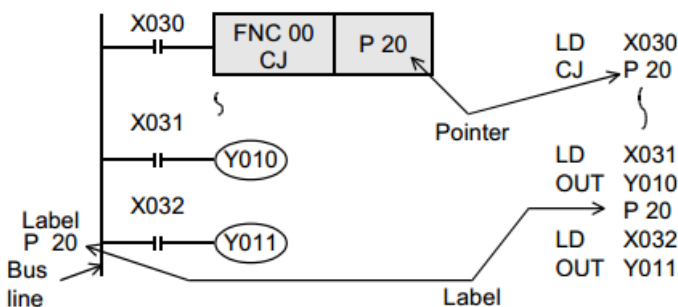 X030
FNC 00
CJ
P 20
X031
Y010
X032
Y011
Label
P 20
Bus
line
Pointer
Label
LD X030
CJ P 20
LD X031
OUT Y010
P 20
LD X032
OUT Y011